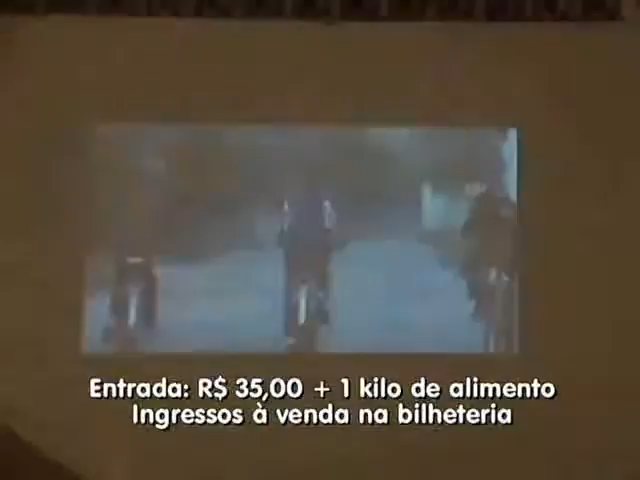 Entrada: R$ 35,00 + 1 kilo de alimento
Ingressos à venda na bilheteria